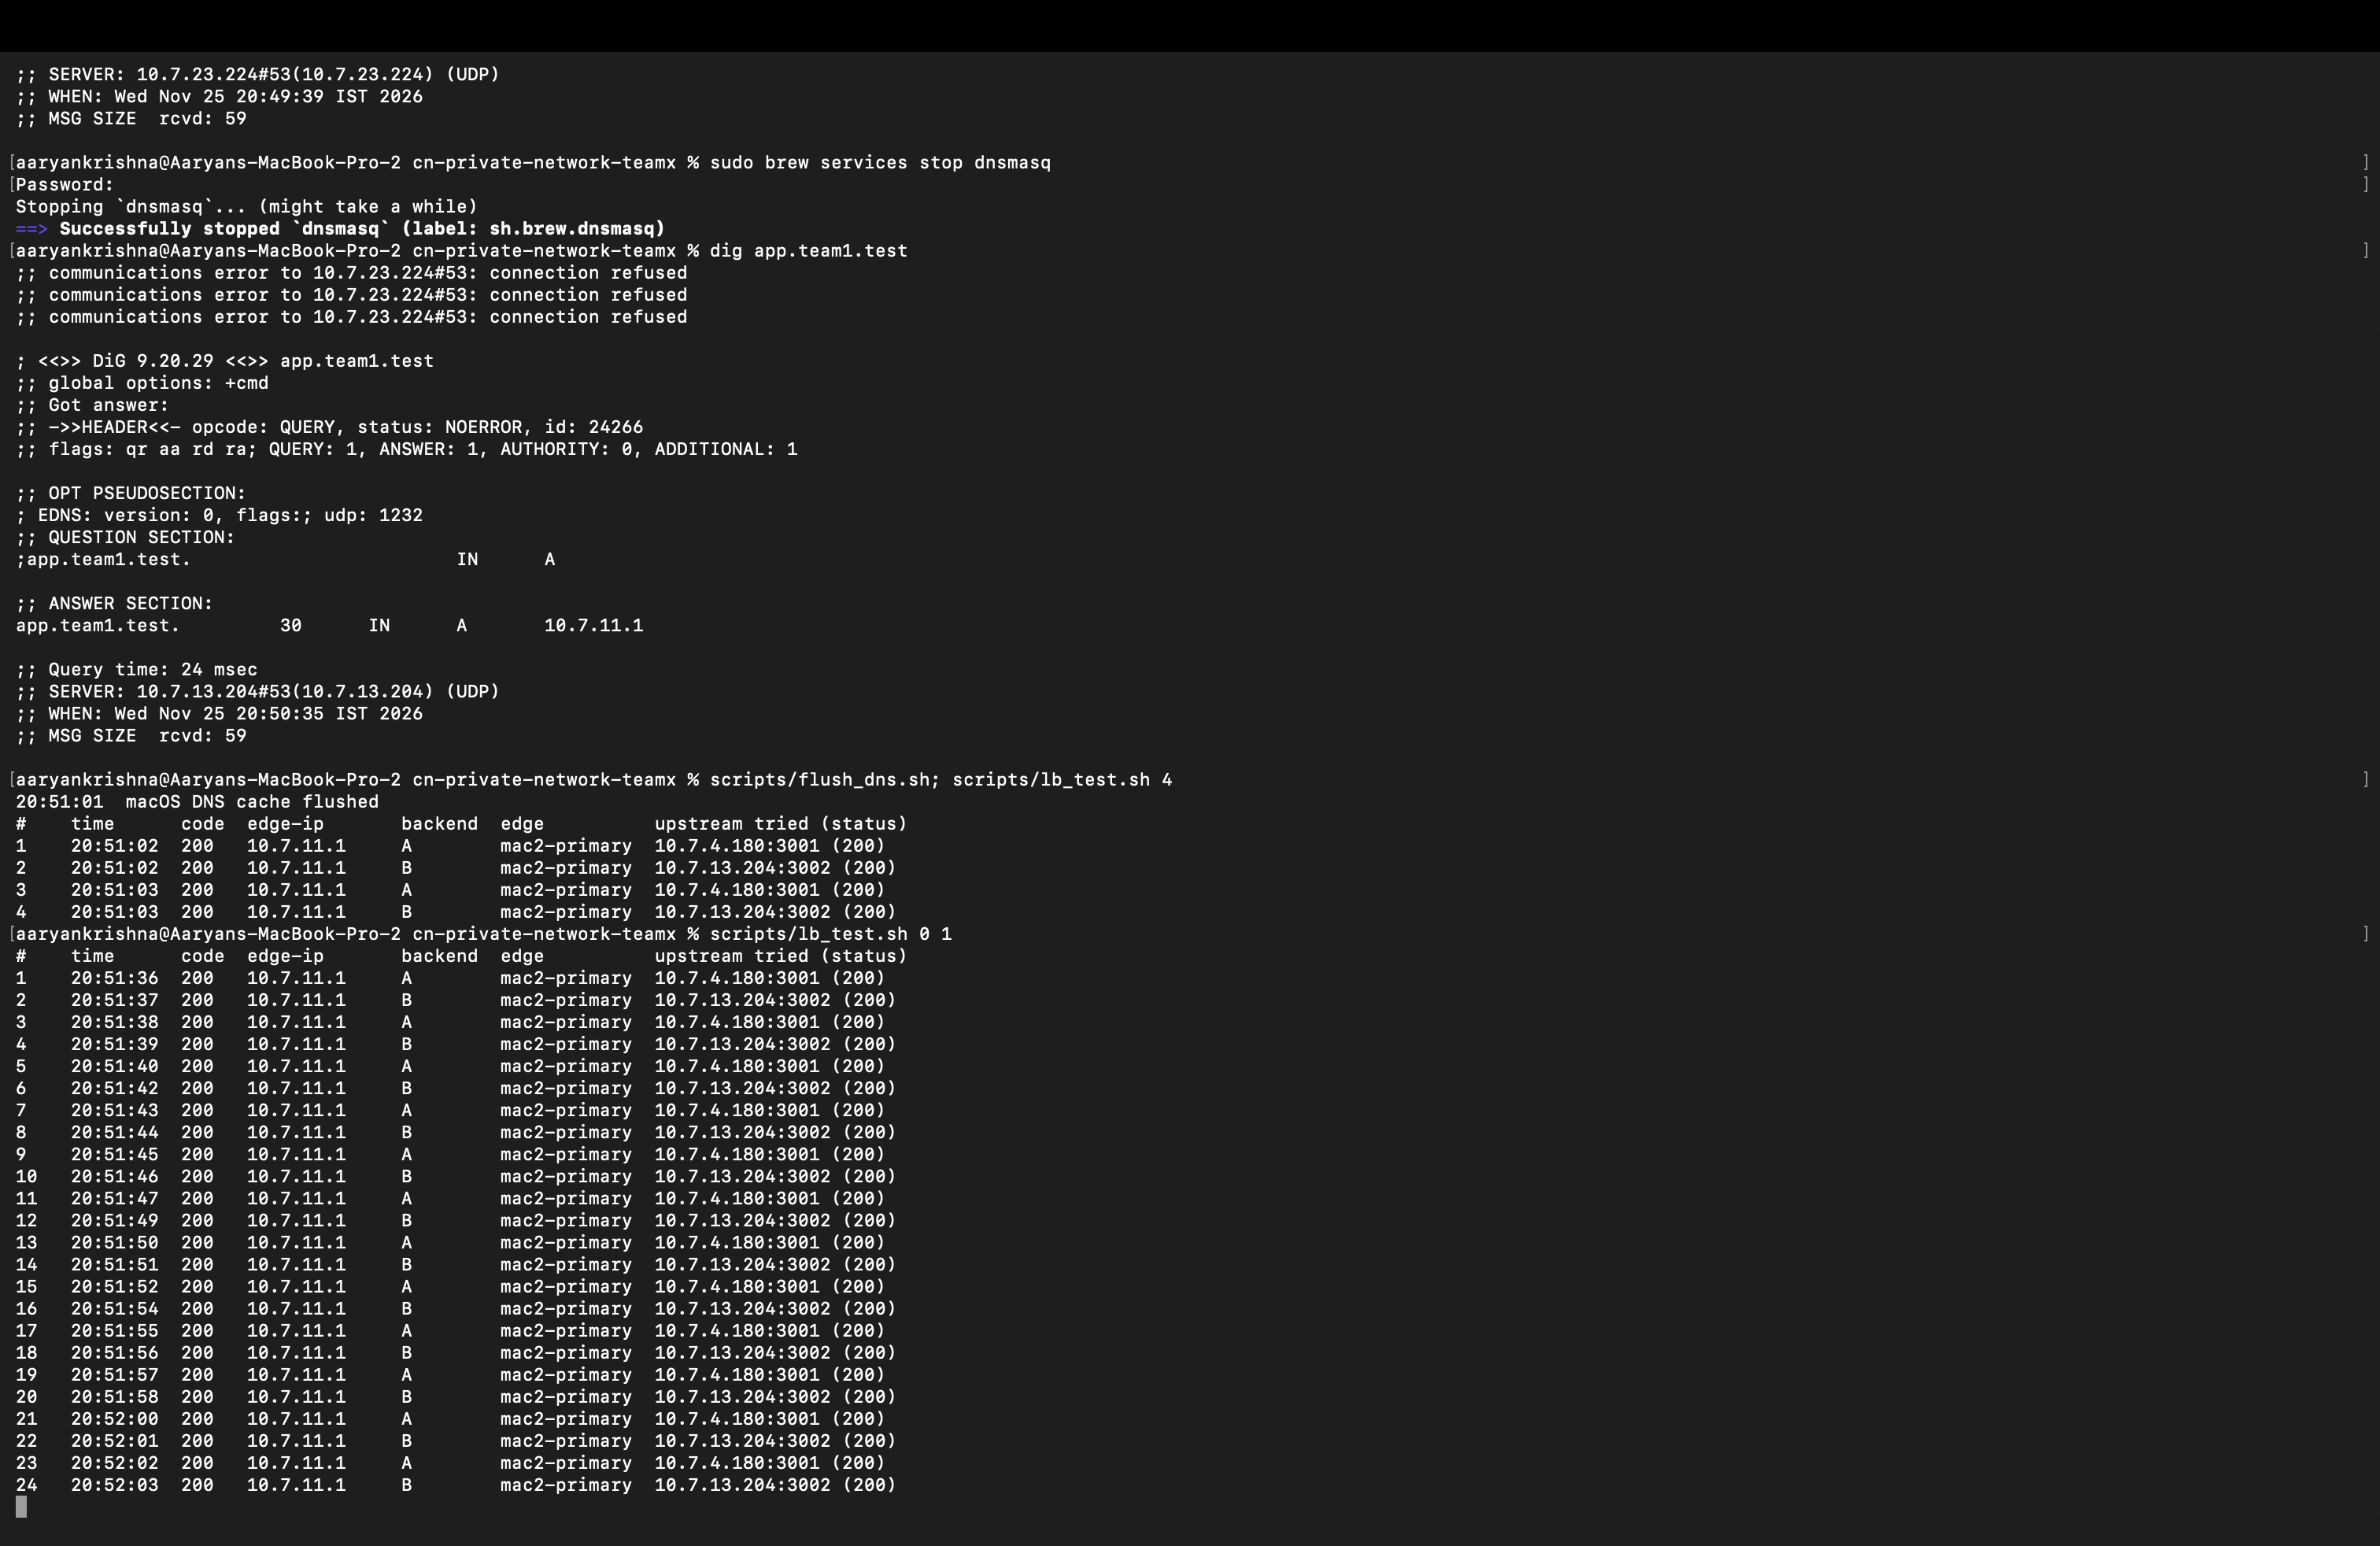 ;; SERVER: 10.7.23.224#53(10.7.23.224) (UDP)
;; WHEN: Wed Nov 25 20:49:39 IST 2026
;; MSG SIZE  rcvd: 59
[aaryankrishna@Aaryans-MacBook-Pro-2 cn-private-network-teamx % sudo brew services stop dnsmasq ]
[Password: ]
Stopping `dnsmasq`... (might take a while)
==> Successfully stopped `dnsmasq` (label: sh.brew.dnsmasq)
[aaryankrishna@Aaryans-MacBook-Pro-2 cn-private-network-teamx % dig app.team1.test ]
;; communications error to 10.7.23.224#53: connection refused
;; communications error to 10.7.23.224#53: connection refused
;; communications error to 10.7.23.224#53: connection refused
; <<>> DiG 9.20.29 <<>> app.team1.test
;; global options: +cmd
;; Got answer:
;; ->>HEADER<<- opcode: QUERY, status: NOERROR, id: 24266
;; flags: qr aa rd ra; QUERY: 1, ANSWER: 1, AUTHORITY: 0, ADDITIONAL: 1
;; OPT PSEUDOSECTION:
; EDNS: version: 0, flags:; udp: 1232
;; QUESTION SECTION:
;app.team1.test.                        IN      A
;; ANSWER SECTION:
app.team1.test.         30      IN      A       10.7.11.1
;; Query time: 24 msec
;; SERVER: 10.7.13.204#53(10.7.13.204) (UDP)
;; WHEN: Wed Nov 25 20:50:35 IST 2026
;; MSG SIZE  rcvd: 59
[aaryankrishna@Aaryans-MacBook-Pro-2 cn-private-network-teamx % scripts/flush_dns.sh; scripts/lb_test.sh 4 ]
20:51:01  macOS DNS cache flushed
#    time      code  edge-ip       backend  edge          upstream tried (status)
1    20:51:02  200   10.7.11.1     A        mac2-primary  10.7.4.180:3001 (200)
2    20:51:02  200   10.7.11.1     B        mac2-primary  10.7.13.204:3002 (200)
3    20:51:03  200   10.7.11.1     A        mac2-primary  10.7.4.180:3001 (200)
4    20:51:03  200   10.7.11.1     B        mac2-primary  10.7.13.204:3002 (200)
[aaryankrishna@Aaryans-MacBook-Pro-2 cn-private-network-teamx % scripts/lb_test.sh 0 1 ]
#    time      code  edge-ip       backend  edge          upstream tried (status)
1    20:51:36  200   10.7.11.1     A        mac2-primary  10.7.4.180:3001 (200)
2    20:51:37  200   10.7.11.1     B        mac2-primary  10.7.13.204:3002 (200)
3    20:51:38  200   10.7.11.1     A        mac2-primary  10.7.4.180:3001 (200)
4    20:51:39  200   10.7.11.1     B        mac2-primary  10.7.13.204:3002 (200)
5    20:51:40  200   10.7.11.1     A        mac2-primary  10.7.4.180:3001 (200)
6    20:51:42  200   10.7.11.1     B        mac2-primary  10.7.13.204:3002 (200)
7    20:51:43  200   10.7.11.1     A        mac2-primary  10.7.4.180:3001 (200)
8    20:51:44  200   10.7.11.1     B        mac2-primary  10.7.13.204:3002 (200)
9    20:51:45  200   10.7.11.1     A        mac2-primary  10.7.4.180:3001 (200)
10   20:51:46  200   10.7.11.1     B        mac2-primary  10.7.13.204:3002 (200)
11   20:51:47  200   10.7.11.1     A        mac2-primary  10.7.4.180:3001 (200)
12   20:51:49  200   10.7.11.1     B        mac2-primary  10.7.13.204:3002 (200)
13   20:51:50  200   10.7.11.1     A        mac2-primary  10.7.4.180:3001 (200)
14   20:51:51  200   10.7.11.1     B        mac2-primary  10.7.13.204:3002 (200)
15   20:51:52  200   10.7.11.1     A        mac2-primary  10.7.4.180:3001 (200)
16   20:51:54  200   10.7.11.1     B        mac2-primary  10.7.13.204:3002 (200)
17   20:51:55  200   10.7.11.1     A        mac2-primary  10.7.4.180:3001 (200)
18   20:51:56  200   10.7.11.1     B        mac2-primary  10.7.13.204:3002 (200)
19   20:51:57  200   10.7.11.1     A        mac2-primary  10.7.4.180:3001 (200)
20   20:51:58  200   10.7.11.1     B        mac2-primary  10.7.13.204:3002 (200)
21   20:52:00  200   10.7.11.1     A        mac2-primary  10.7.4.180:3001 (200)
22   20:52:01  200   10.7.11.1     B        mac2-primary  10.7.13.204:3002 (200)
23   20:52:02  200   10.7.11.1     A        mac2-primary  10.7.4.180:3001 (200)
24   20:52:03  200   10.7.11.1     B        mac2-primary  10.7.13.204:3002 (200)